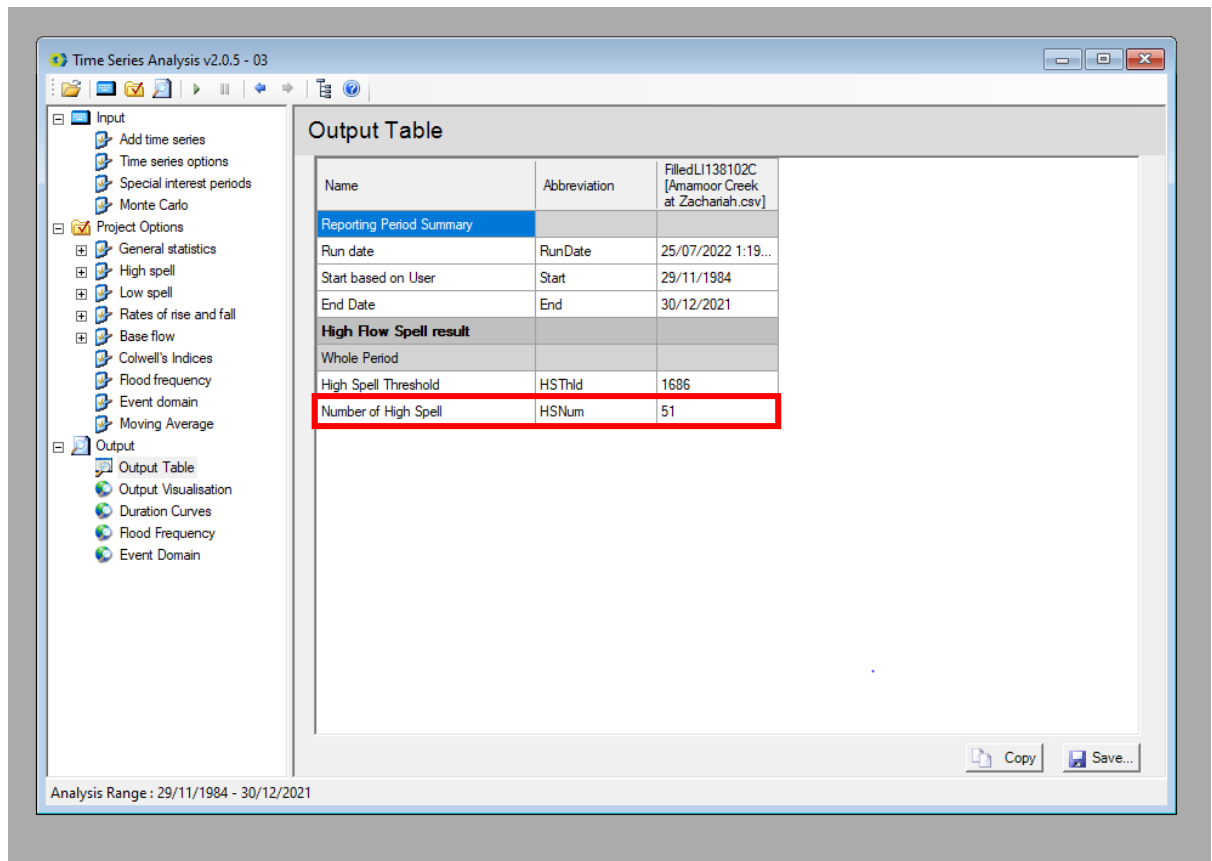 Time Series Analysis v2.0.5 - 03
Input
Add time series
Time series options
Special interest periods
Monte Carlo
Project Options
General statistics
High spell
Low spell
Rates of rise and fall
Base flow
Colwell's Indices
Flood frequency
Event domain
Moving Average
Output
Output Table
Output Visualisation
Duration Curves
Flood Frequency
Event Domain
Output Table
Name Abbreviation FilledLI138102C
[Amamoor Creek
at Zachariah.csv]
Reporting Period Summary
Run date RunDate 25/07/2022 1:19...
Start based on User Start 29/11/1984
End Date End 30/12/2021
High Flow Spell result
Whole Period
High Spell Threshold HSThld 1686
Number of High Spell HSNum 51
Copy Save...
Analysis Range : 29/11/1984 - 30/12/2021